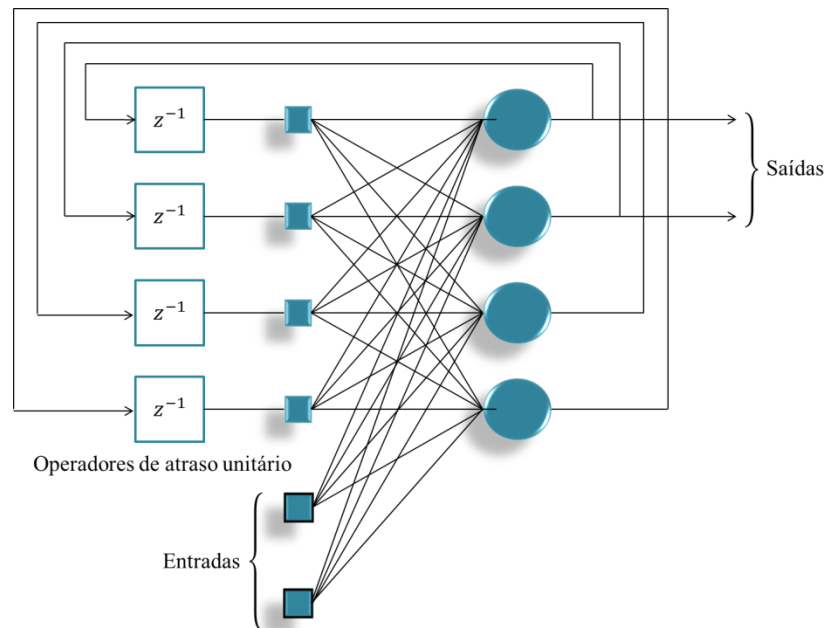 z⁻¹
z⁻¹
Saídas
z⁻¹
z⁻¹
Operadores de atraso unitário
Entradas